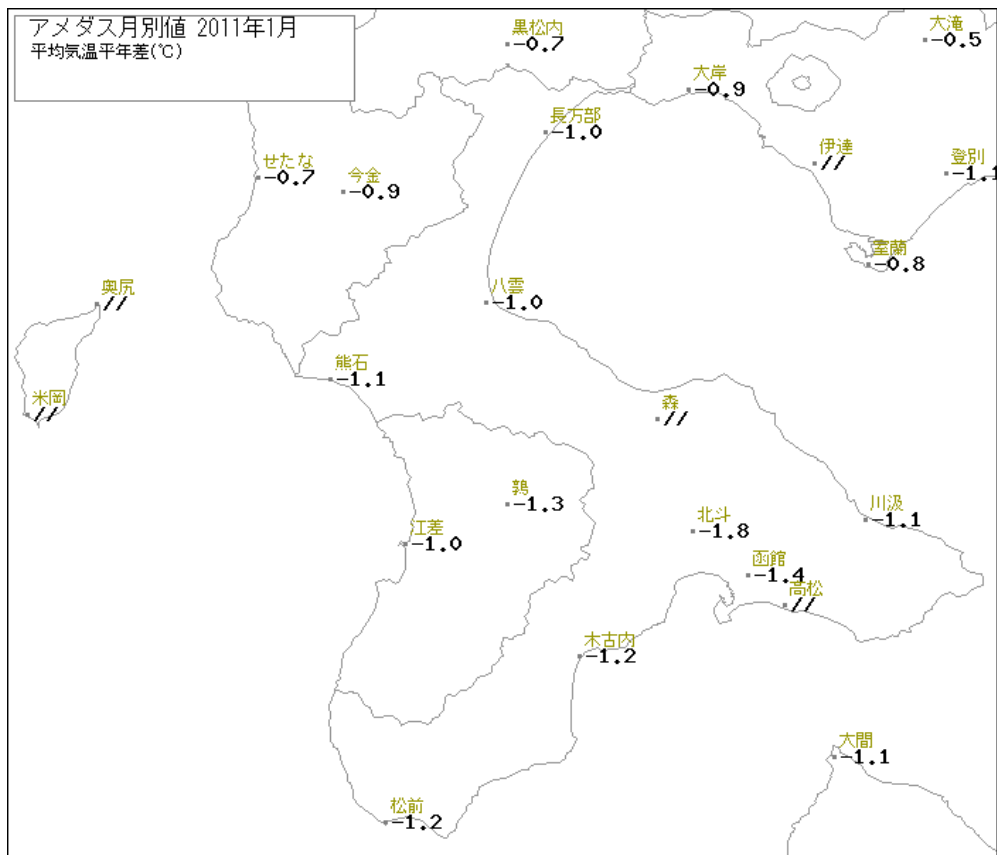 アメダス月別値 2011年1月
平均気温平年差(℃)
黒松内
-0.7
大滝
-0.5
大岸
-0.9
長万部
-1.0
伊達
//
登別
-1.1
せたな
-0.7
今金
-0.9
室蘭
-0.8
奥尻
//
八雲
-1.0
熊石
-1.1
米岡
//
森
//
鶉
-1.3
川汲
-1.1
北斗
-1.8
江差
-1.0
函館
-1.4
高松
//
木古内
-1.2
大間
-1.1
松前
-1.2